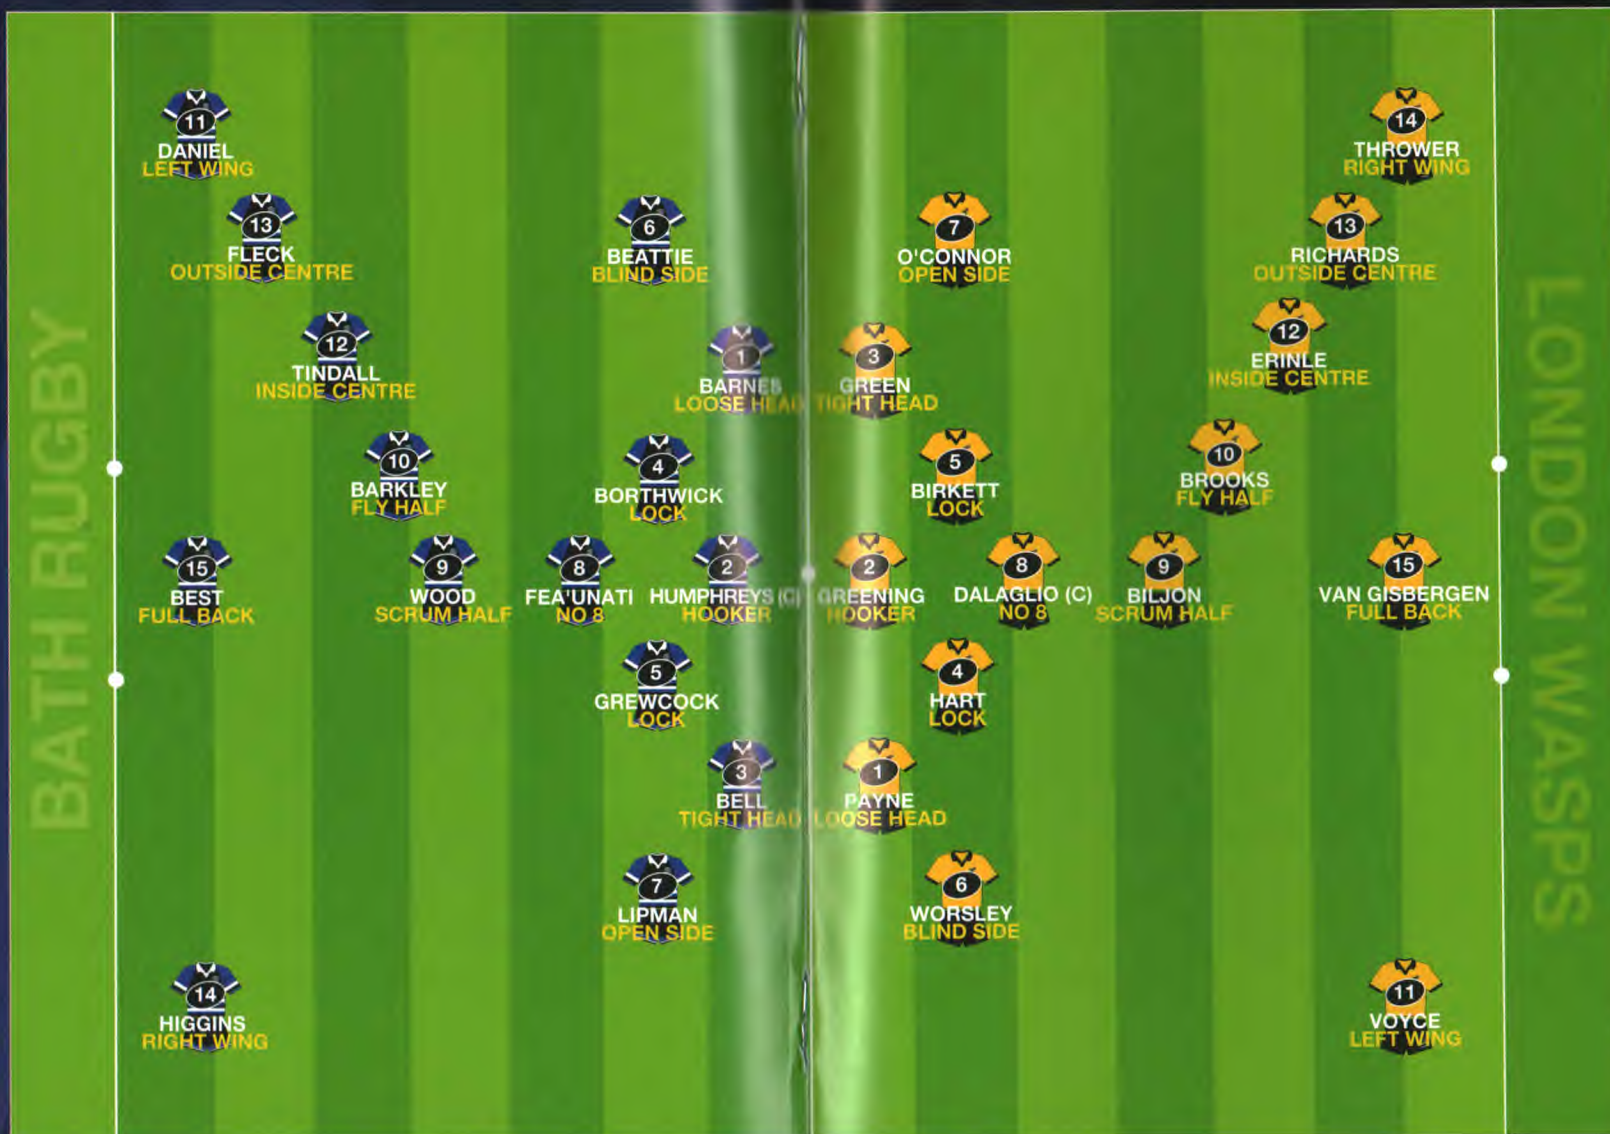 BATH RUGBY
11
DANIEL
LEFT WING
13
FLECK
OUTSIDE CENTRE
12
TINDALL
INSIDE CENTRE
10
BARKLEY
FLY HALF
15
BEST
FULL BACK
9
WOOD
SCRUM HALF
14
HIGGINS
RIGHT WING
6
BEATTIE
BLIND SIDE
1
BARNES
LOOSE HEAD
4
BORTHWICK
LOCK
8
FEA'UNATI
NO 8
2
HUMPHREYS (C)
HOOKER
5
GREWCOCK
LOCK
3
BELL
TIGHT HEAD
7
LIPMAN
OPEN SIDE
7
O'CONNOR
OPEN SIDE
3
GREEN
TIGHT HEAD
5
BIRKETT
LOCK
2
GREENING
HOOKER
8
DALAGLIO (C)
NO 8
4
HART
LOCK
1
PAYNE
LOOSE HEAD
6
WORSLEY
BLIND SIDE
14
THROWER
RIGHT WING
13
RICHARDS
OUTSIDE CENTRE
12
ERINLE
INSIDE CENTRE
10
BROOKS
FLY HALF
9
BILJON
SCRUM HALF
15
VAN GISBERGEN
FULL BACK
11
VOYCE
LEFT WING
LONDON WASPS